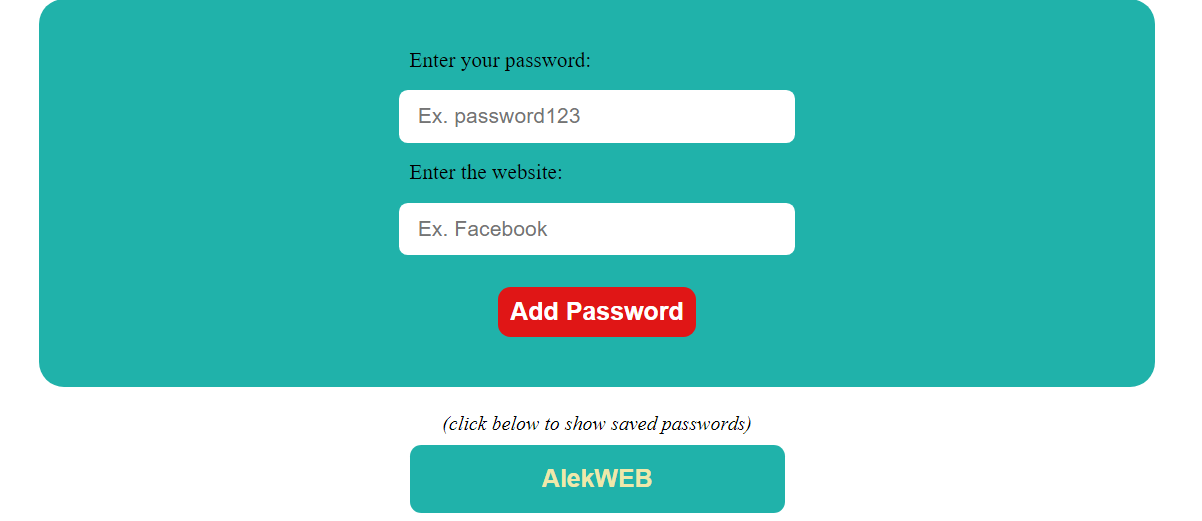 Enter your password:
Ex. password123
Enter the website:
Ex. Facebook
Add Password
(click below to show saved passwords)
AlekWEB